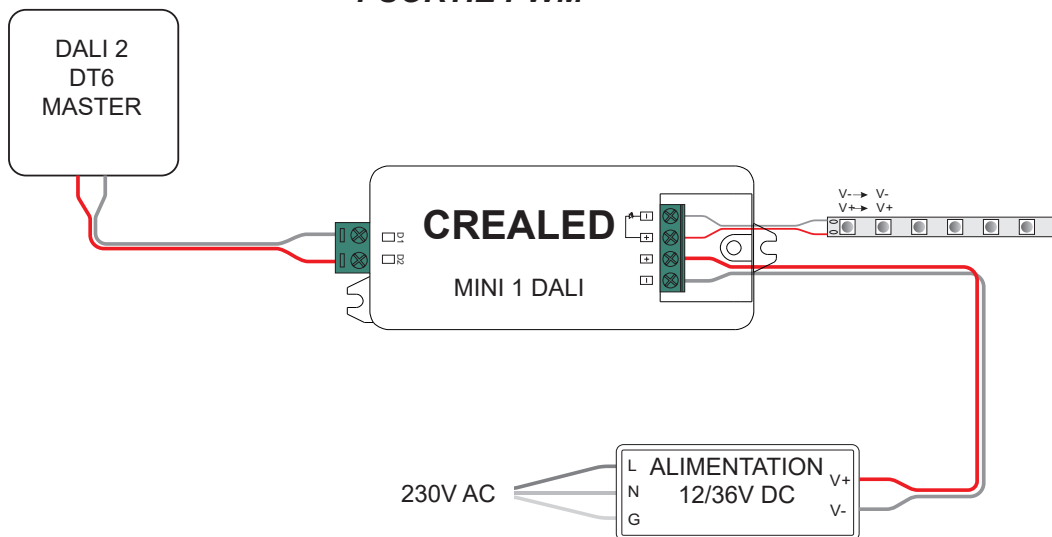 DALI 2
DT6
MASTER
D1
D2
CREALED
MINI 1 DALI
-
+
+
-
V-→ V-
V+→ V+
230V AC
L
N
G
ALIMENTATION
12/36V DC
V+
V-